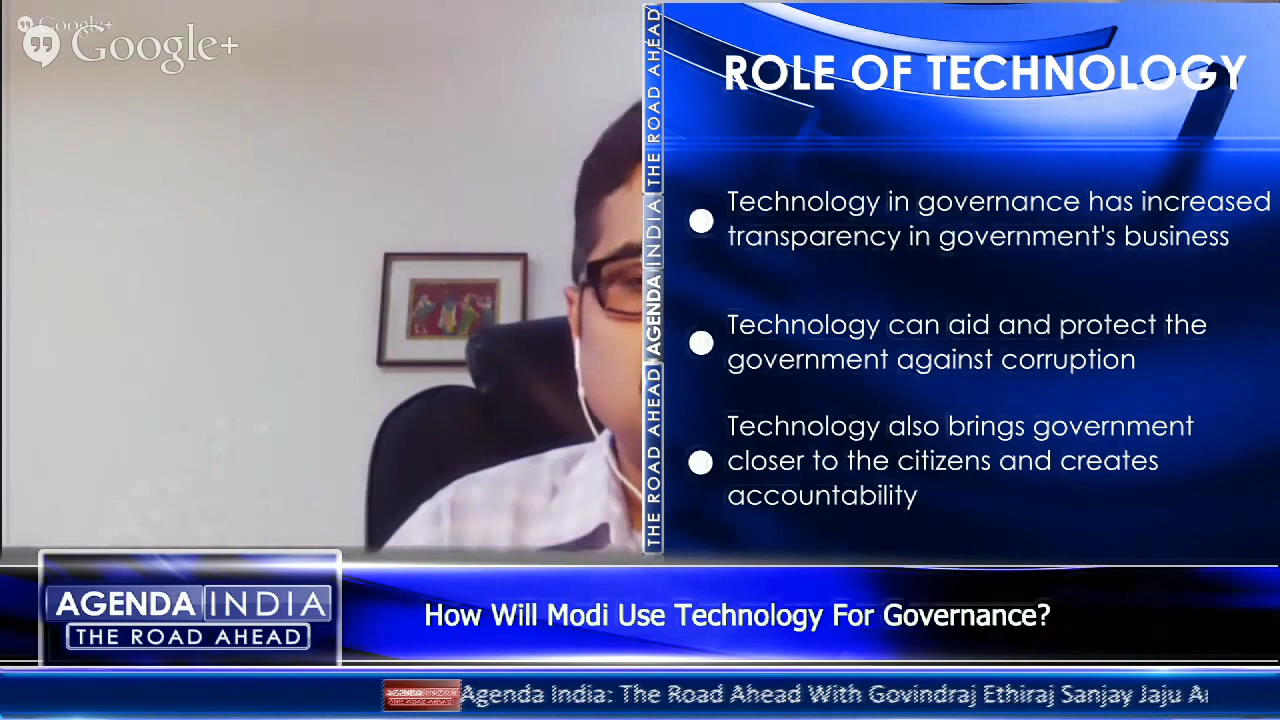 Google+
Google+
ROLE OF TECHNOLOGY
Technology in governance has increased
transparency in government's business
Technology can aid and protect the
government against corruption
Technology also brings government
closer to the citizens and creates
accountability
THE ROAD AHEAD AGENDA INDIA THE ROAD AHEAD
AGENDA INDIA
THE ROAD AHEAD
How Will Modi Use Technology For Governance?
Agenda India: The Road Ahead With Govindraj Ethiraj Sanjay Jaju